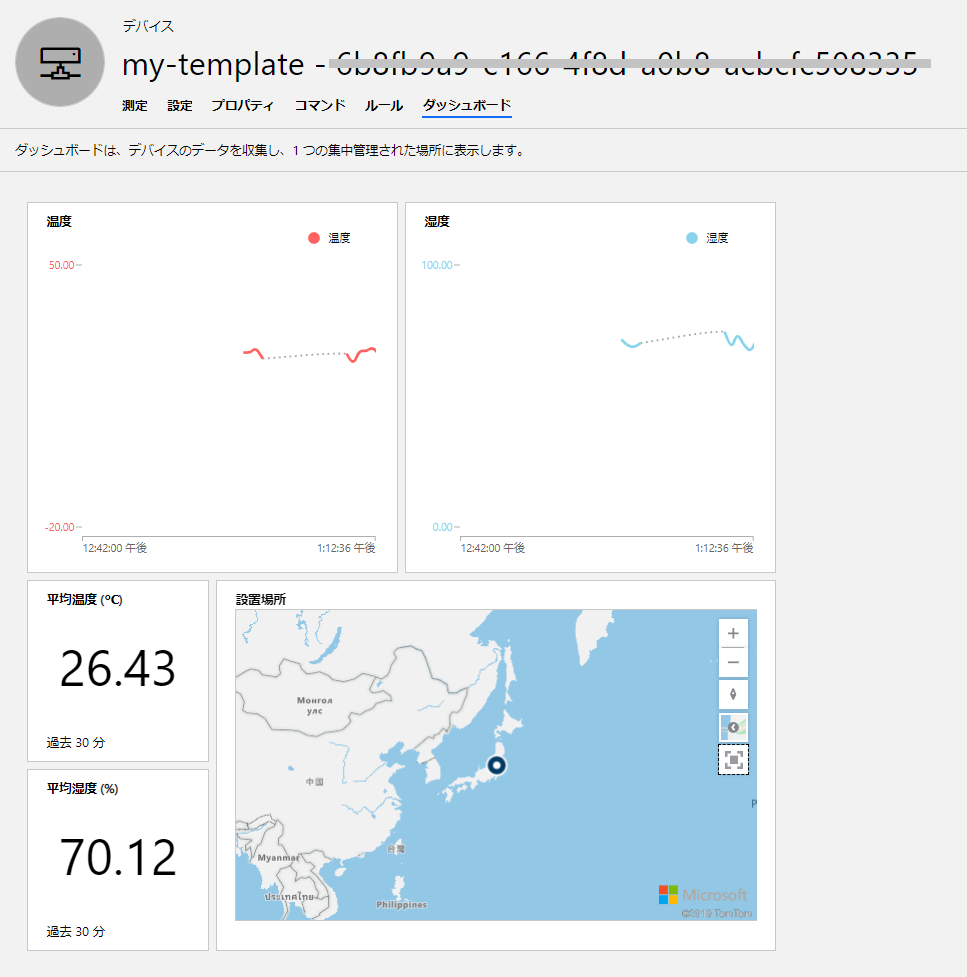 デバイス
my-template -
測定 設定 プロパティ コマンド ルール ダッシュボード
ダッシュボードは、デバイスのデータを収集し、1 つの集中管理された場所に表示します。
温度
温度
50.00
-20.00
12:42:00 午後 1:12:36 午後
湿度
湿度
100.00
0.00
12:42:00 午後 1:12:36 午後
平均温度 (°C)
26.43
過去 30 分
平均湿度 (%)
70.12
過去 30 分
設置場所
Монгол
улс
中国
P
台灣
Myanmar
ประเทศไทย
Philippines
Microsoft
©2019 TomTom